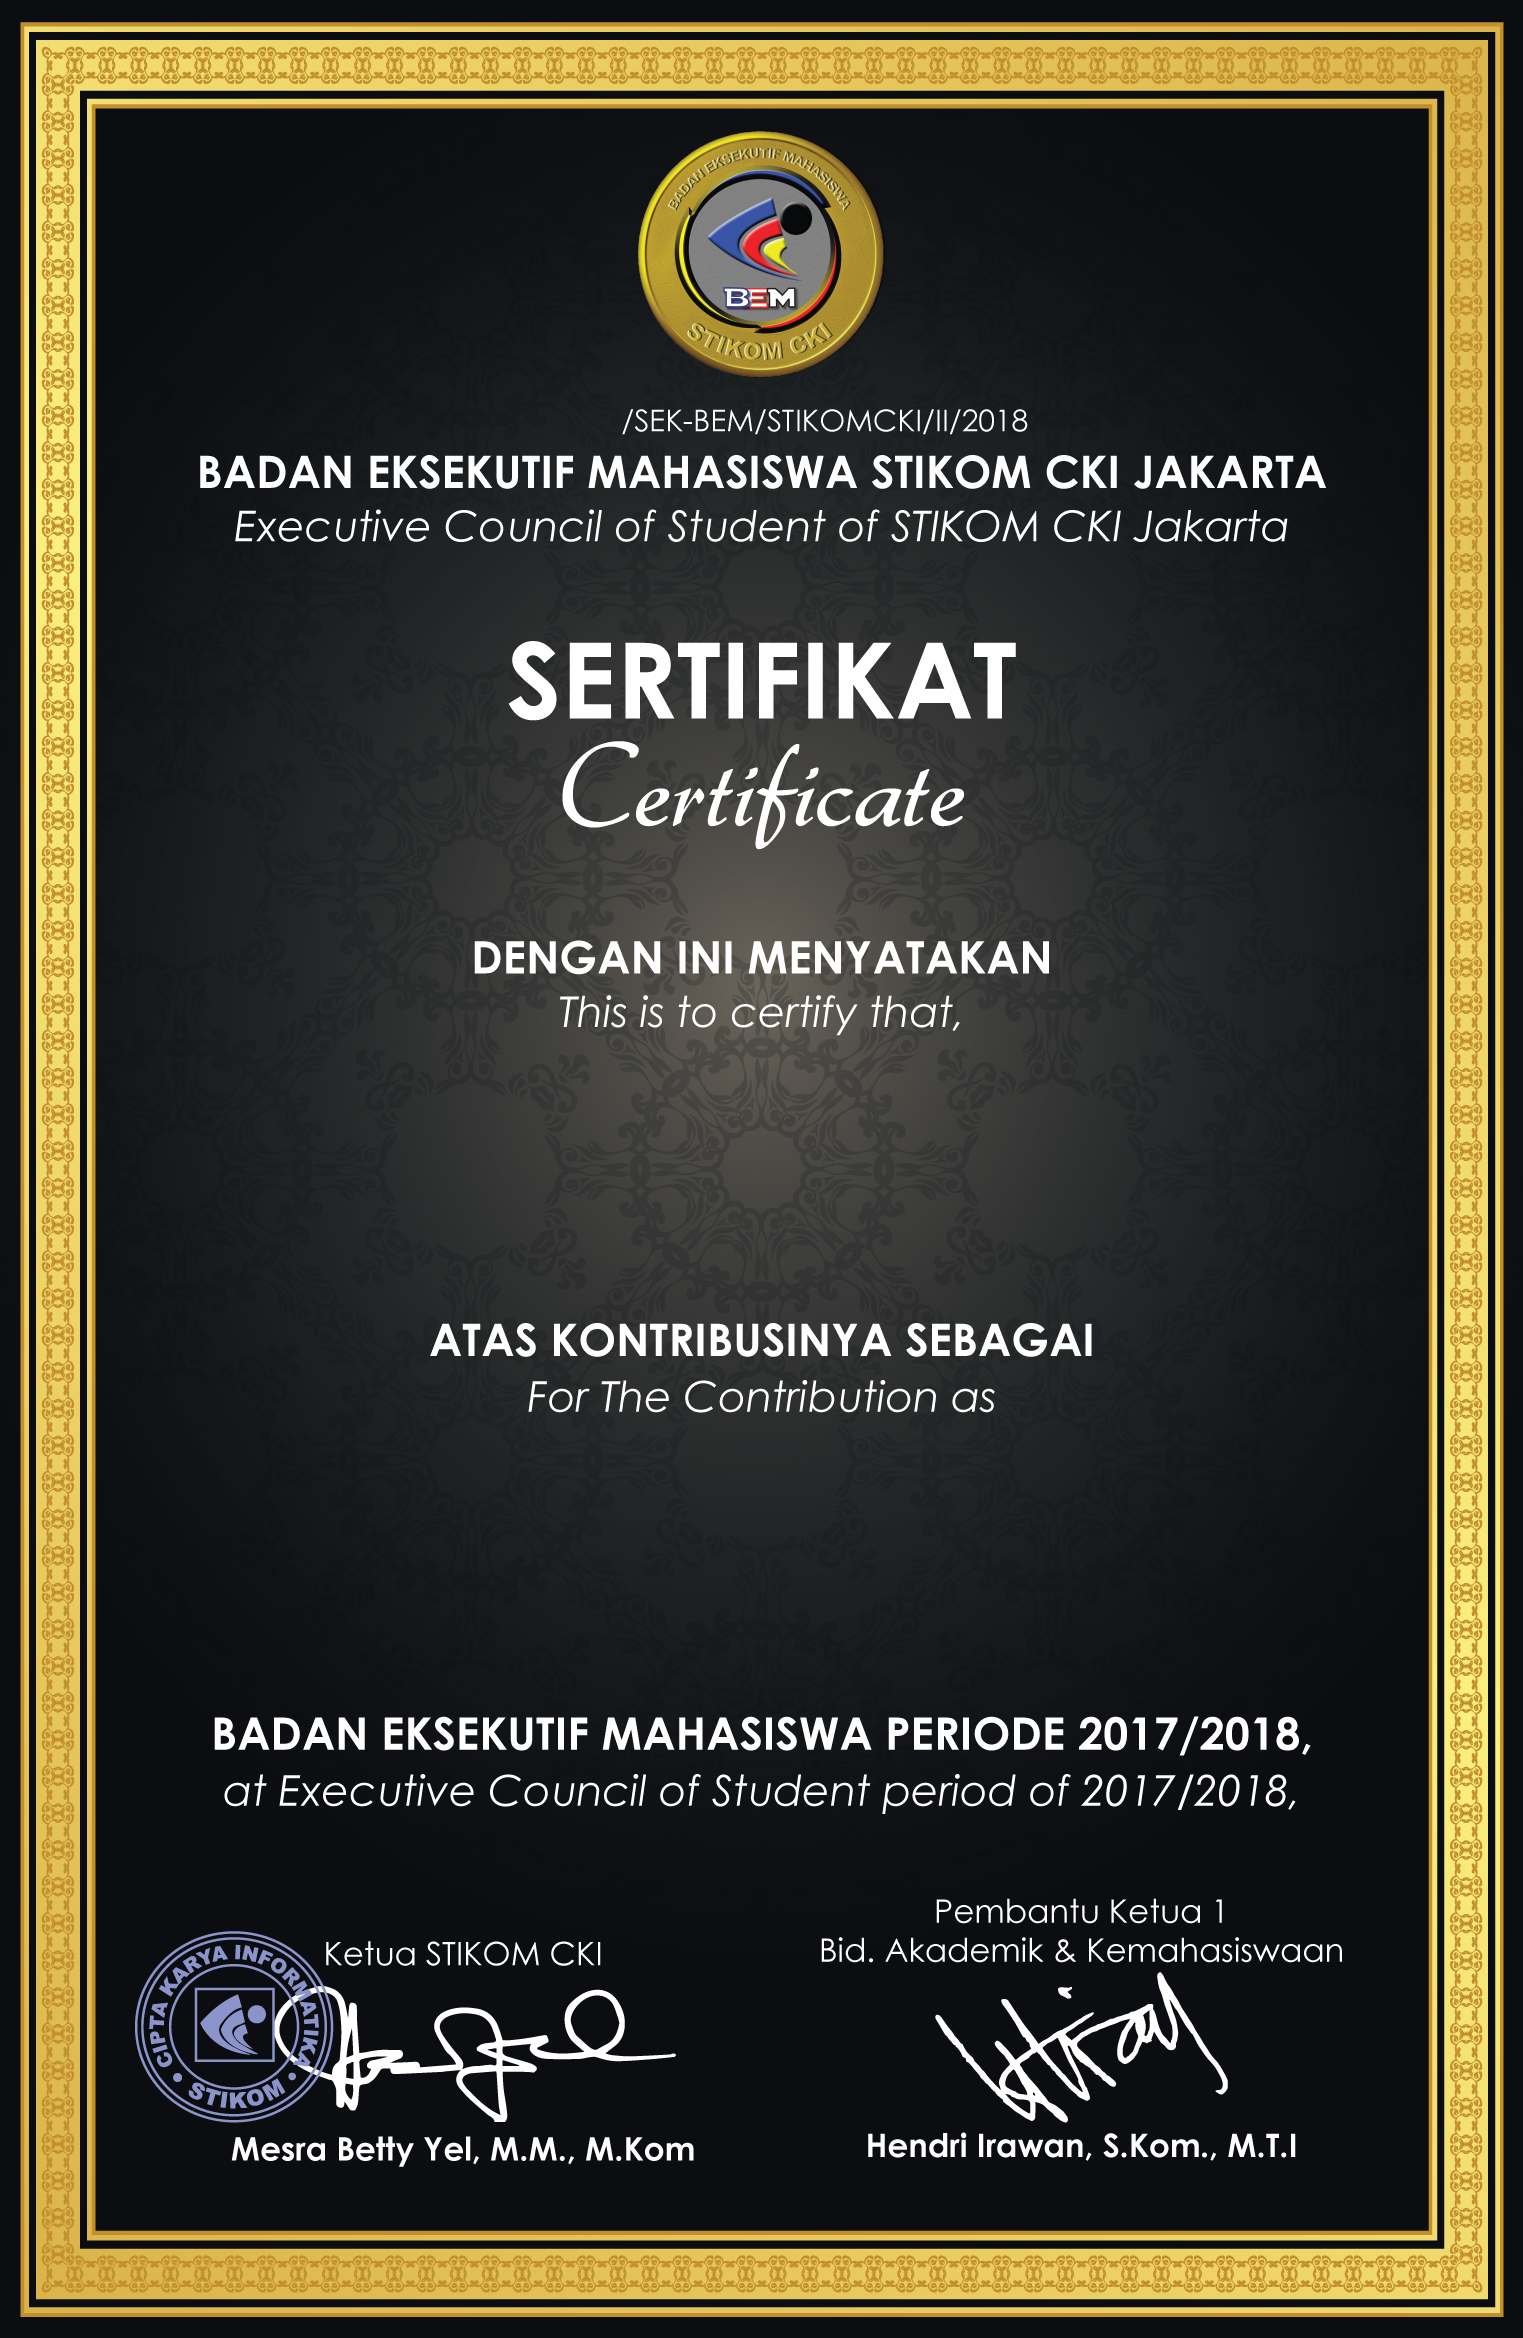 BADAN EKSEKUTIF MAHASISWA
BEM
STIKOM CKI
/SEK-BEM/STIKOMCKI/II/2018
BADAN EKSEKUTIF MAHASISWA STIKOM CKI JAKARTA
Executive Council of Student of STIKOM CKI Jakarta
SERTIFIKAT
Certificate
DENGAN INI MENYATAKAN
This is to certify that,
ATAS KONTRIBUSINYA SEBAGAI
For The Contribution as
BADAN EKSEKUTIF MAHASISWA PERIODE 2017/2018,
at Executive Council of Student period of 2017/2018,
Ketua STIKOM CKI
CIPTA KARYA INFORMATIKA
• STIKOM •
Mesra Betty Yel, M.M., M.Kom
Pembantu Ketua 1
Bid. Akademik & Kemahasiswaan
Hendri Irawan, S.Kom., M.T.I